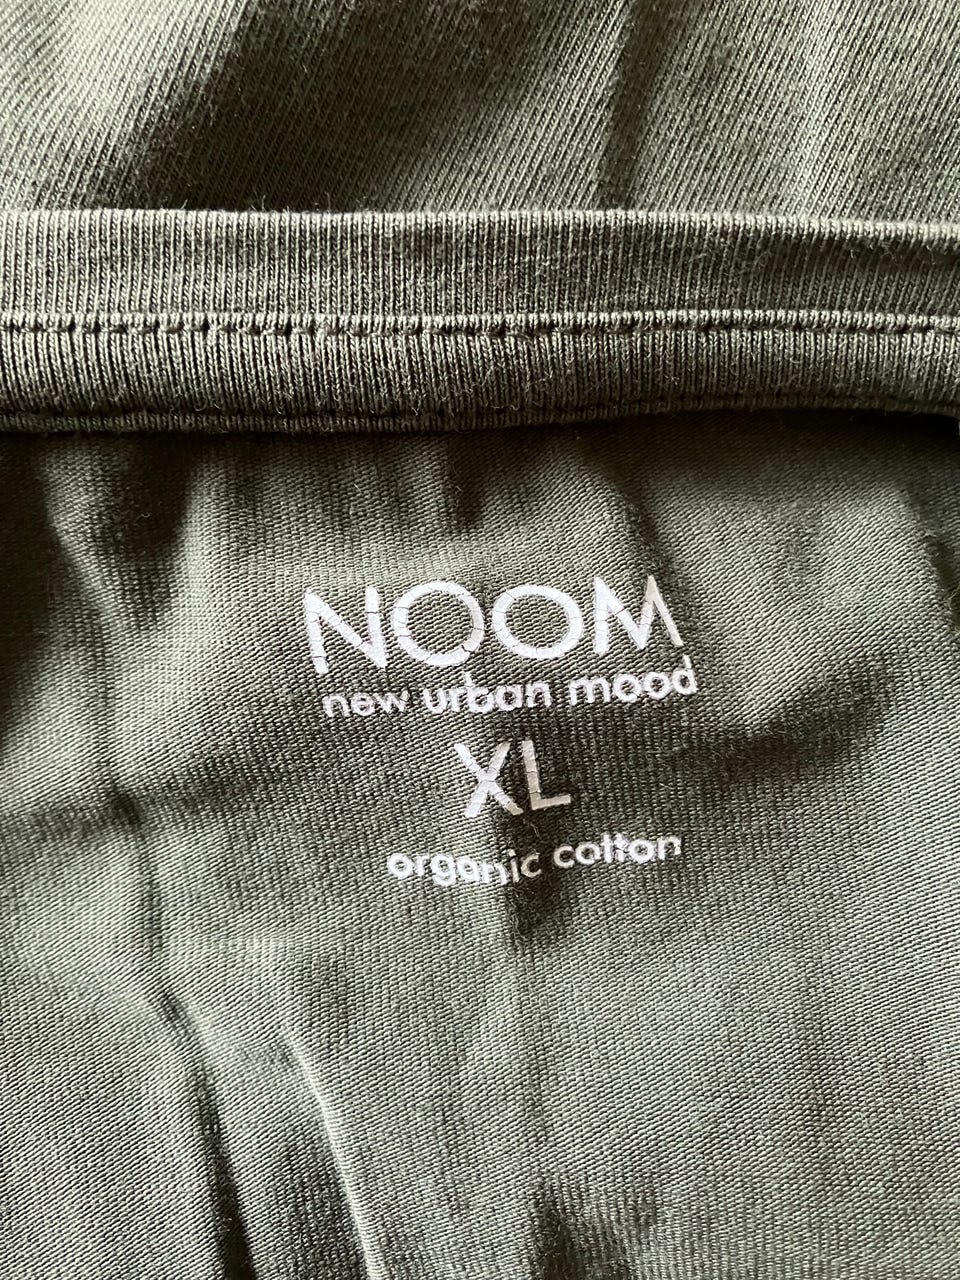 NOOM
new urban mood
XL
organic cotton